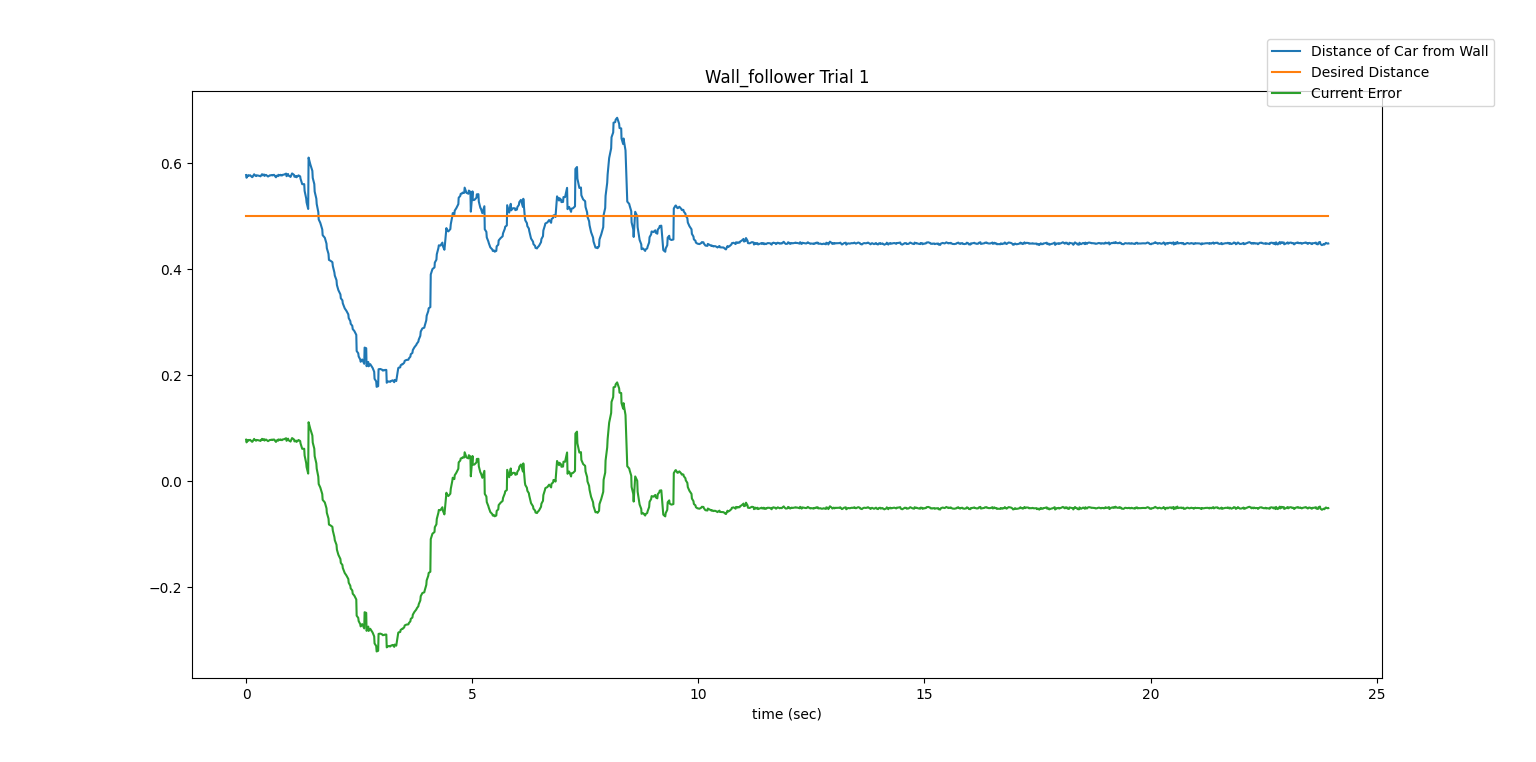 Distance of Car from Wall
Desired Distance
Current Error
Wall_follower Trial 1
0.6
0.4
0.2
0.0
−0.2
0 5 10 15 20 25
time (sec)